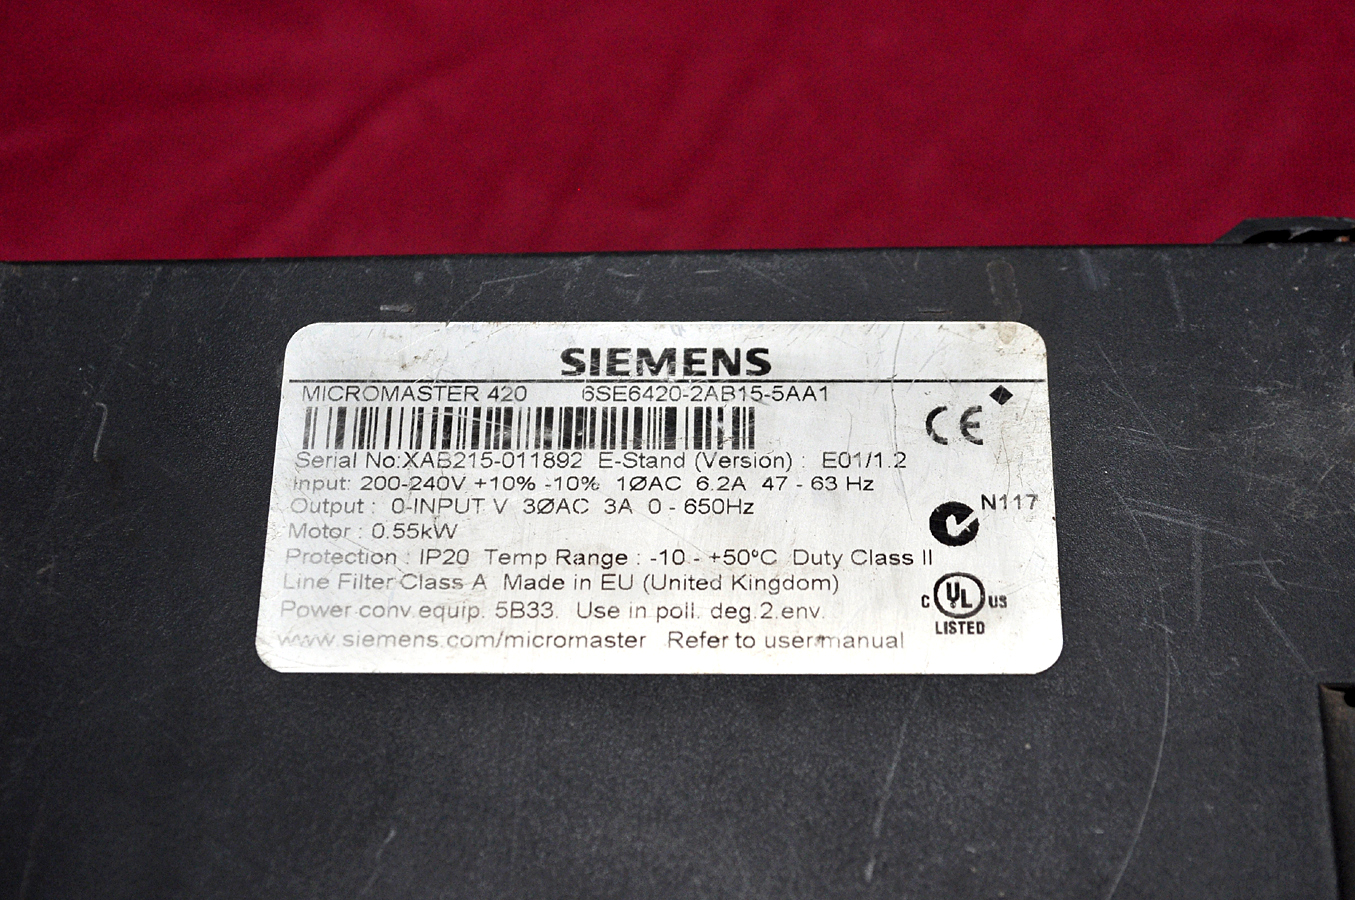 SIEMENS
MICROMASTER 420 6SE6420-2AB15-5AA1
CE
Serial No:XAB215-011892 E-Stand (Version) : E01/1.2
Input: 200-240V +10% -10% 1ØAC 6.2A 47 - 63 Hz
Output : 0-INPUT V 3ØAC 3A 0 - 650Hz
N117
Motor : 0.55kW
Protection : IP20 Temp Range : -10 - +50°C Duty Class II
Line Filter Class A Made in EU (United Kingdom)
C UL US
LISTED
Power conv.equip. 5B33. Use in poll. deg.2.env.
www.siemens.com/micromaster Refer to user manual